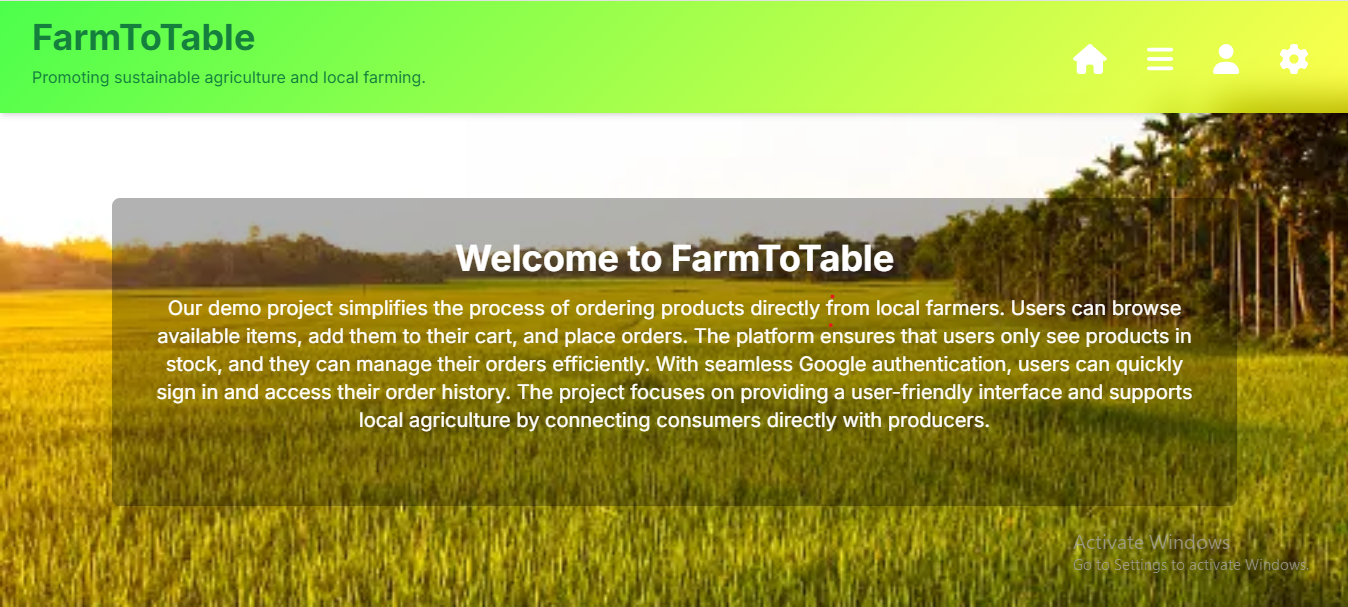 FarmToTable
Promoting sustainable agriculture and local farming.
Welcome to FarmToTable
Our demo project simplifies the process of ordering products directly from local farmers. Users can browse
available items, add them to their cart, and place orders. The platform ensures that users only see products in
stock, and they can manage their orders efficiently. With seamless Google authentication, users can quickly
sign in and access their order history. The project focuses on providing a user-friendly interface and supports
local agriculture by connecting consumers directly with producers.
Activate Windows
Go to Settings to activate Windows.